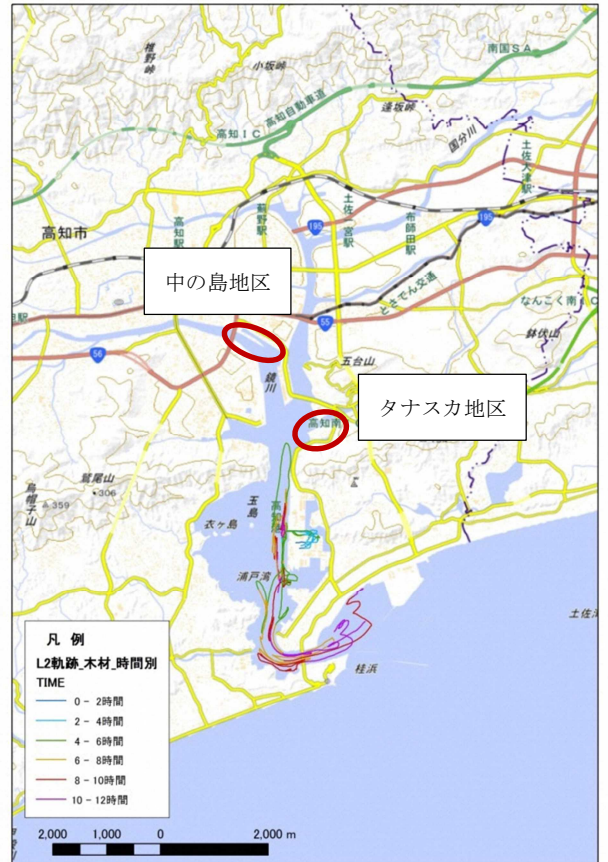 椎野峠
小坂峠
南国SA
逢坂峠
高知自動車道
高知IC
国分川
土佐大津駅
高知市
高知駅
薊野駅
土佐一宮駅
布師田駅
195
195
とさでん交通
なんこく南IC
中の島地区
55
56
鉢伏山
鏡川
五台山
タナスカ地区
高知南
鷲尾山
306
烏帽子山
359
玉島
衣ヶ島
浦戸湾
土佐湾
桂浜
凡 例
L2軌跡_木材_時間別
TIME
0 - 2時間
2 - 4時間
4 - 6時間
6 - 8時間
8 - 10時間
10 - 12時間
2,000 1,000 0 2,000 m